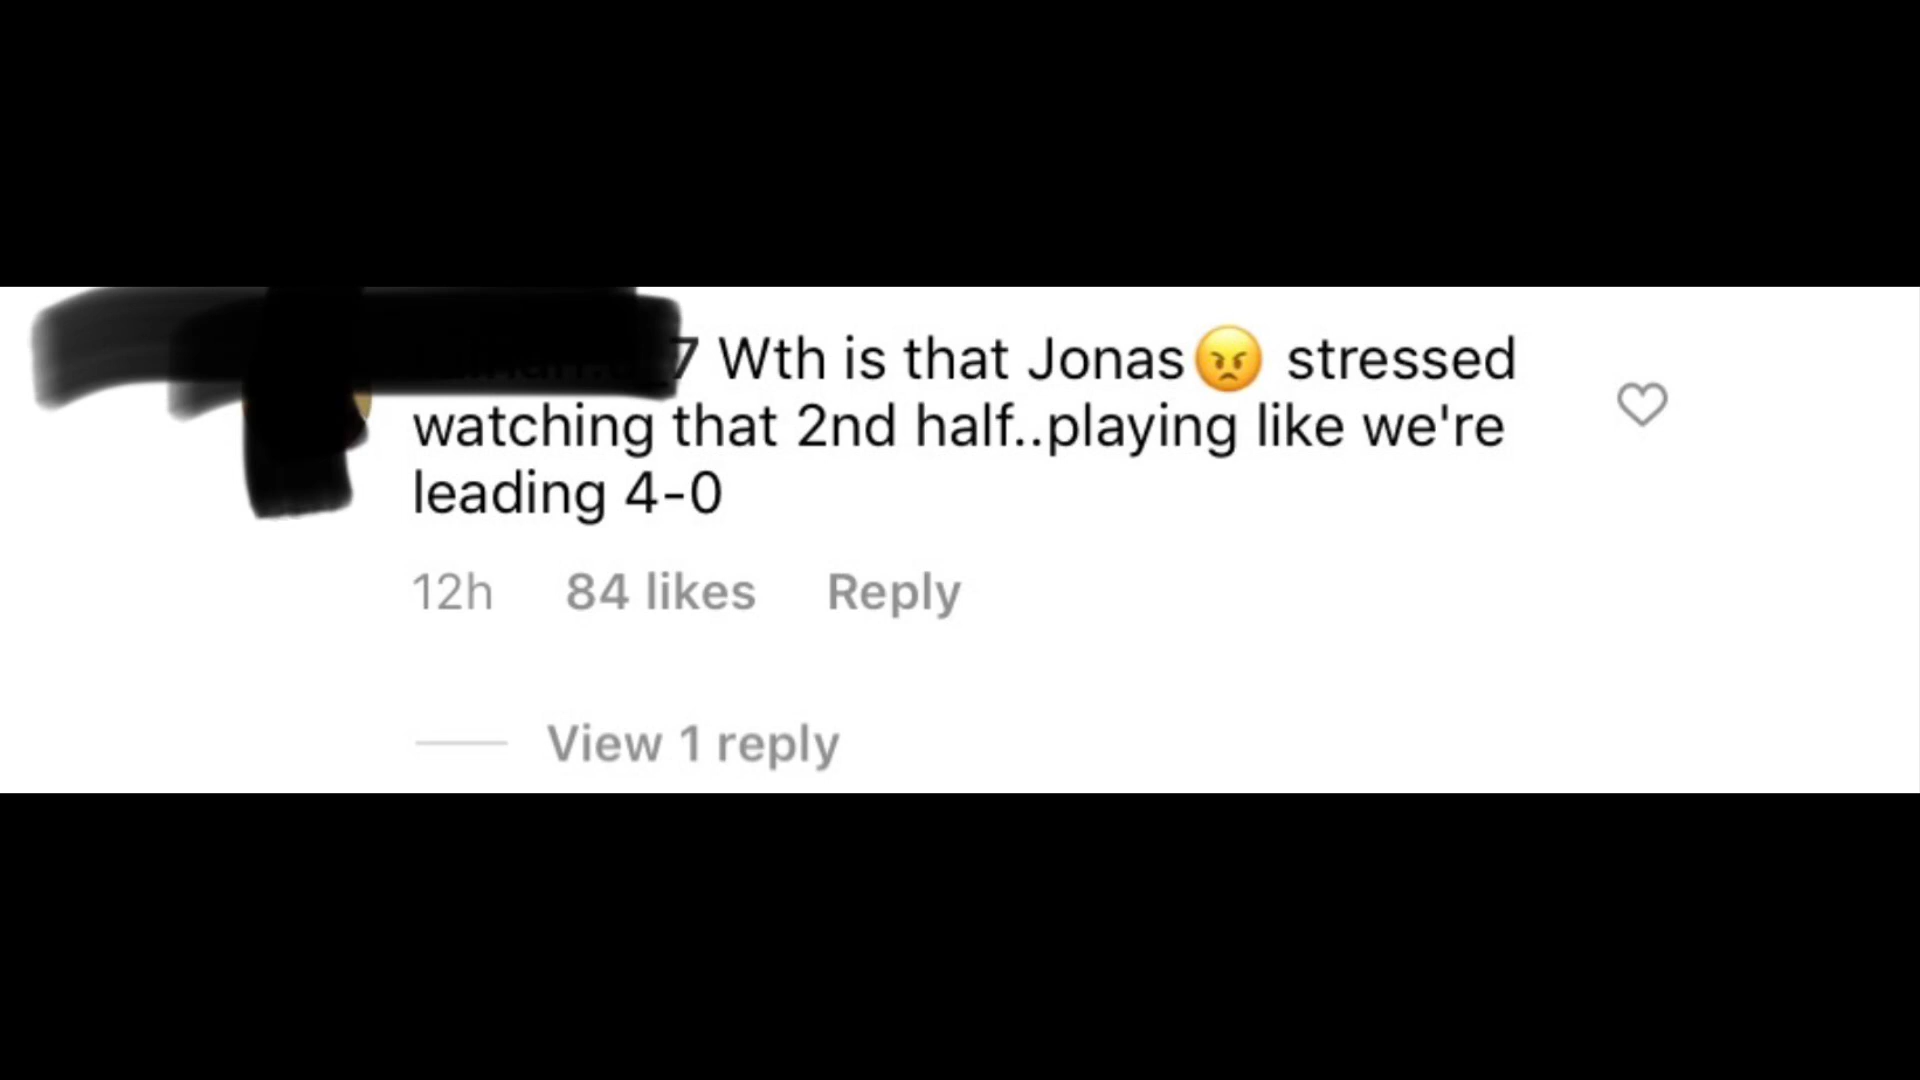 7 Wth is that Jonas😠 stressed
watching that 2nd half..playing like we're
leading 4-0
12h 84 likes Reply
View 1 reply